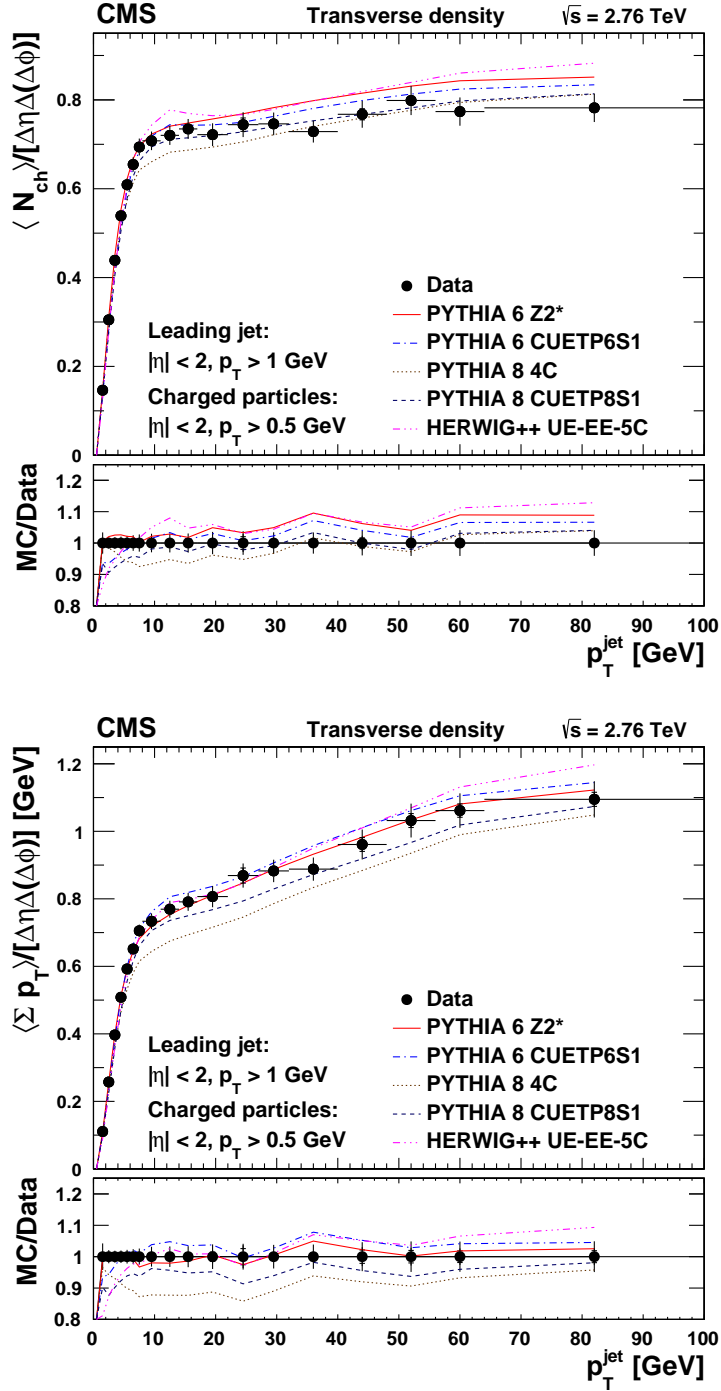 CMS Transverse density √s = 2.76 TeV
⟨ N_ch⟩/[ΔηΔ(Δϕ)]
0.8
0.6
0.4
0.2
0
Data
PYTHIA 6 Z2*
PYTHIA 6 CUETP6S1
PYTHIA 8 4C
PYTHIA 8 CUETP8S1
HERWIG++ UE-EE-5C
Leading jet:
|η| < 2, p_T > 1 GeV
Charged particles:
|η| < 2, p_T > 0.5 GeV
MC/Data
1.2
1.1
1
0.9
0.8
0 10 20 30 40 50 60 70 80 90 100
p_T^jet [GeV]
CMS Transverse density √s = 2.76 TeV
⟨Σ p_T⟩/[ΔηΔ(Δϕ)] [GeV]
1.2
1
0.8
0.6
0.4
0.2
0
Data
PYTHIA 6 Z2*
PYTHIA 6 CUETP6S1
PYTHIA 8 4C
PYTHIA 8 CUETP8S1
HERWIG++ UE-EE-5C
Leading jet:
|η| < 2, p_T > 1 GeV
Charged particles:
|η| < 2, p_T > 0.5 GeV
MC/Data
1.2
1.1
1
0.9
0.8
0 10 20 30 40 50 60 70 80 90 100
p_T^jet [GeV]